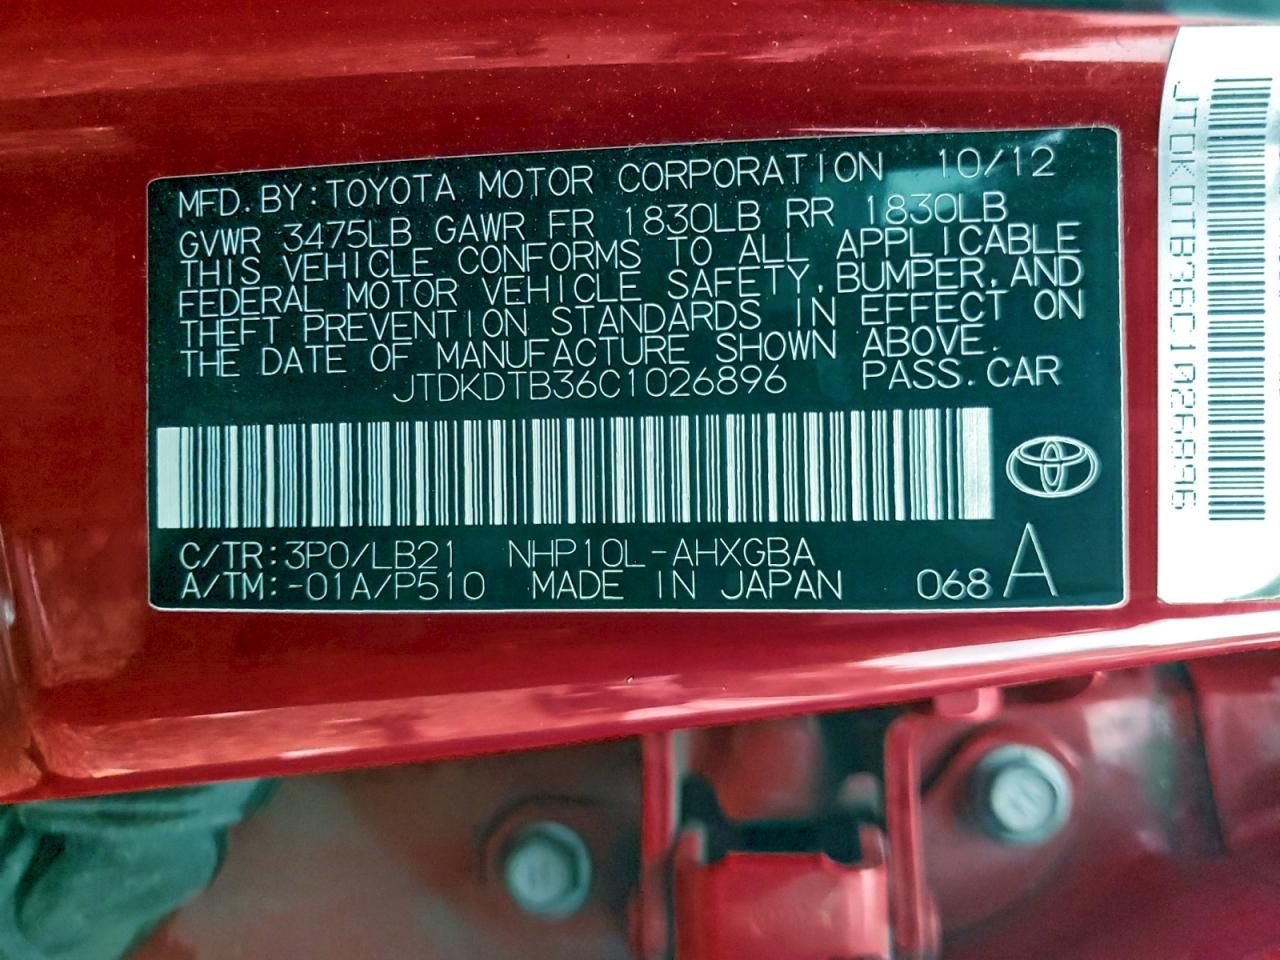 MFD. BY: TOYOTA MOTOR CORPORATION 10/12
GVWR 3475LB GAWR FR 1830LB RR 1830LB
THIS VEHICLE CONFORMS TO ALL APPLICABLE
FEDERAL MOTOR VEHICLE SAFETY, BUMPER, AND
THEFT PREVENTION STANDARDS IN EFFECT ON
THE DATE OF MANUFACTURE SHOWN ABOVE.
JTDKDTB36C1026896 PASS. CAR
C/TR: 3P0/LB21 NHP10L-AHXGBA
A/TM: -01A/P510 MADE IN JAPAN 068 A
JTDKDTB36C1026896